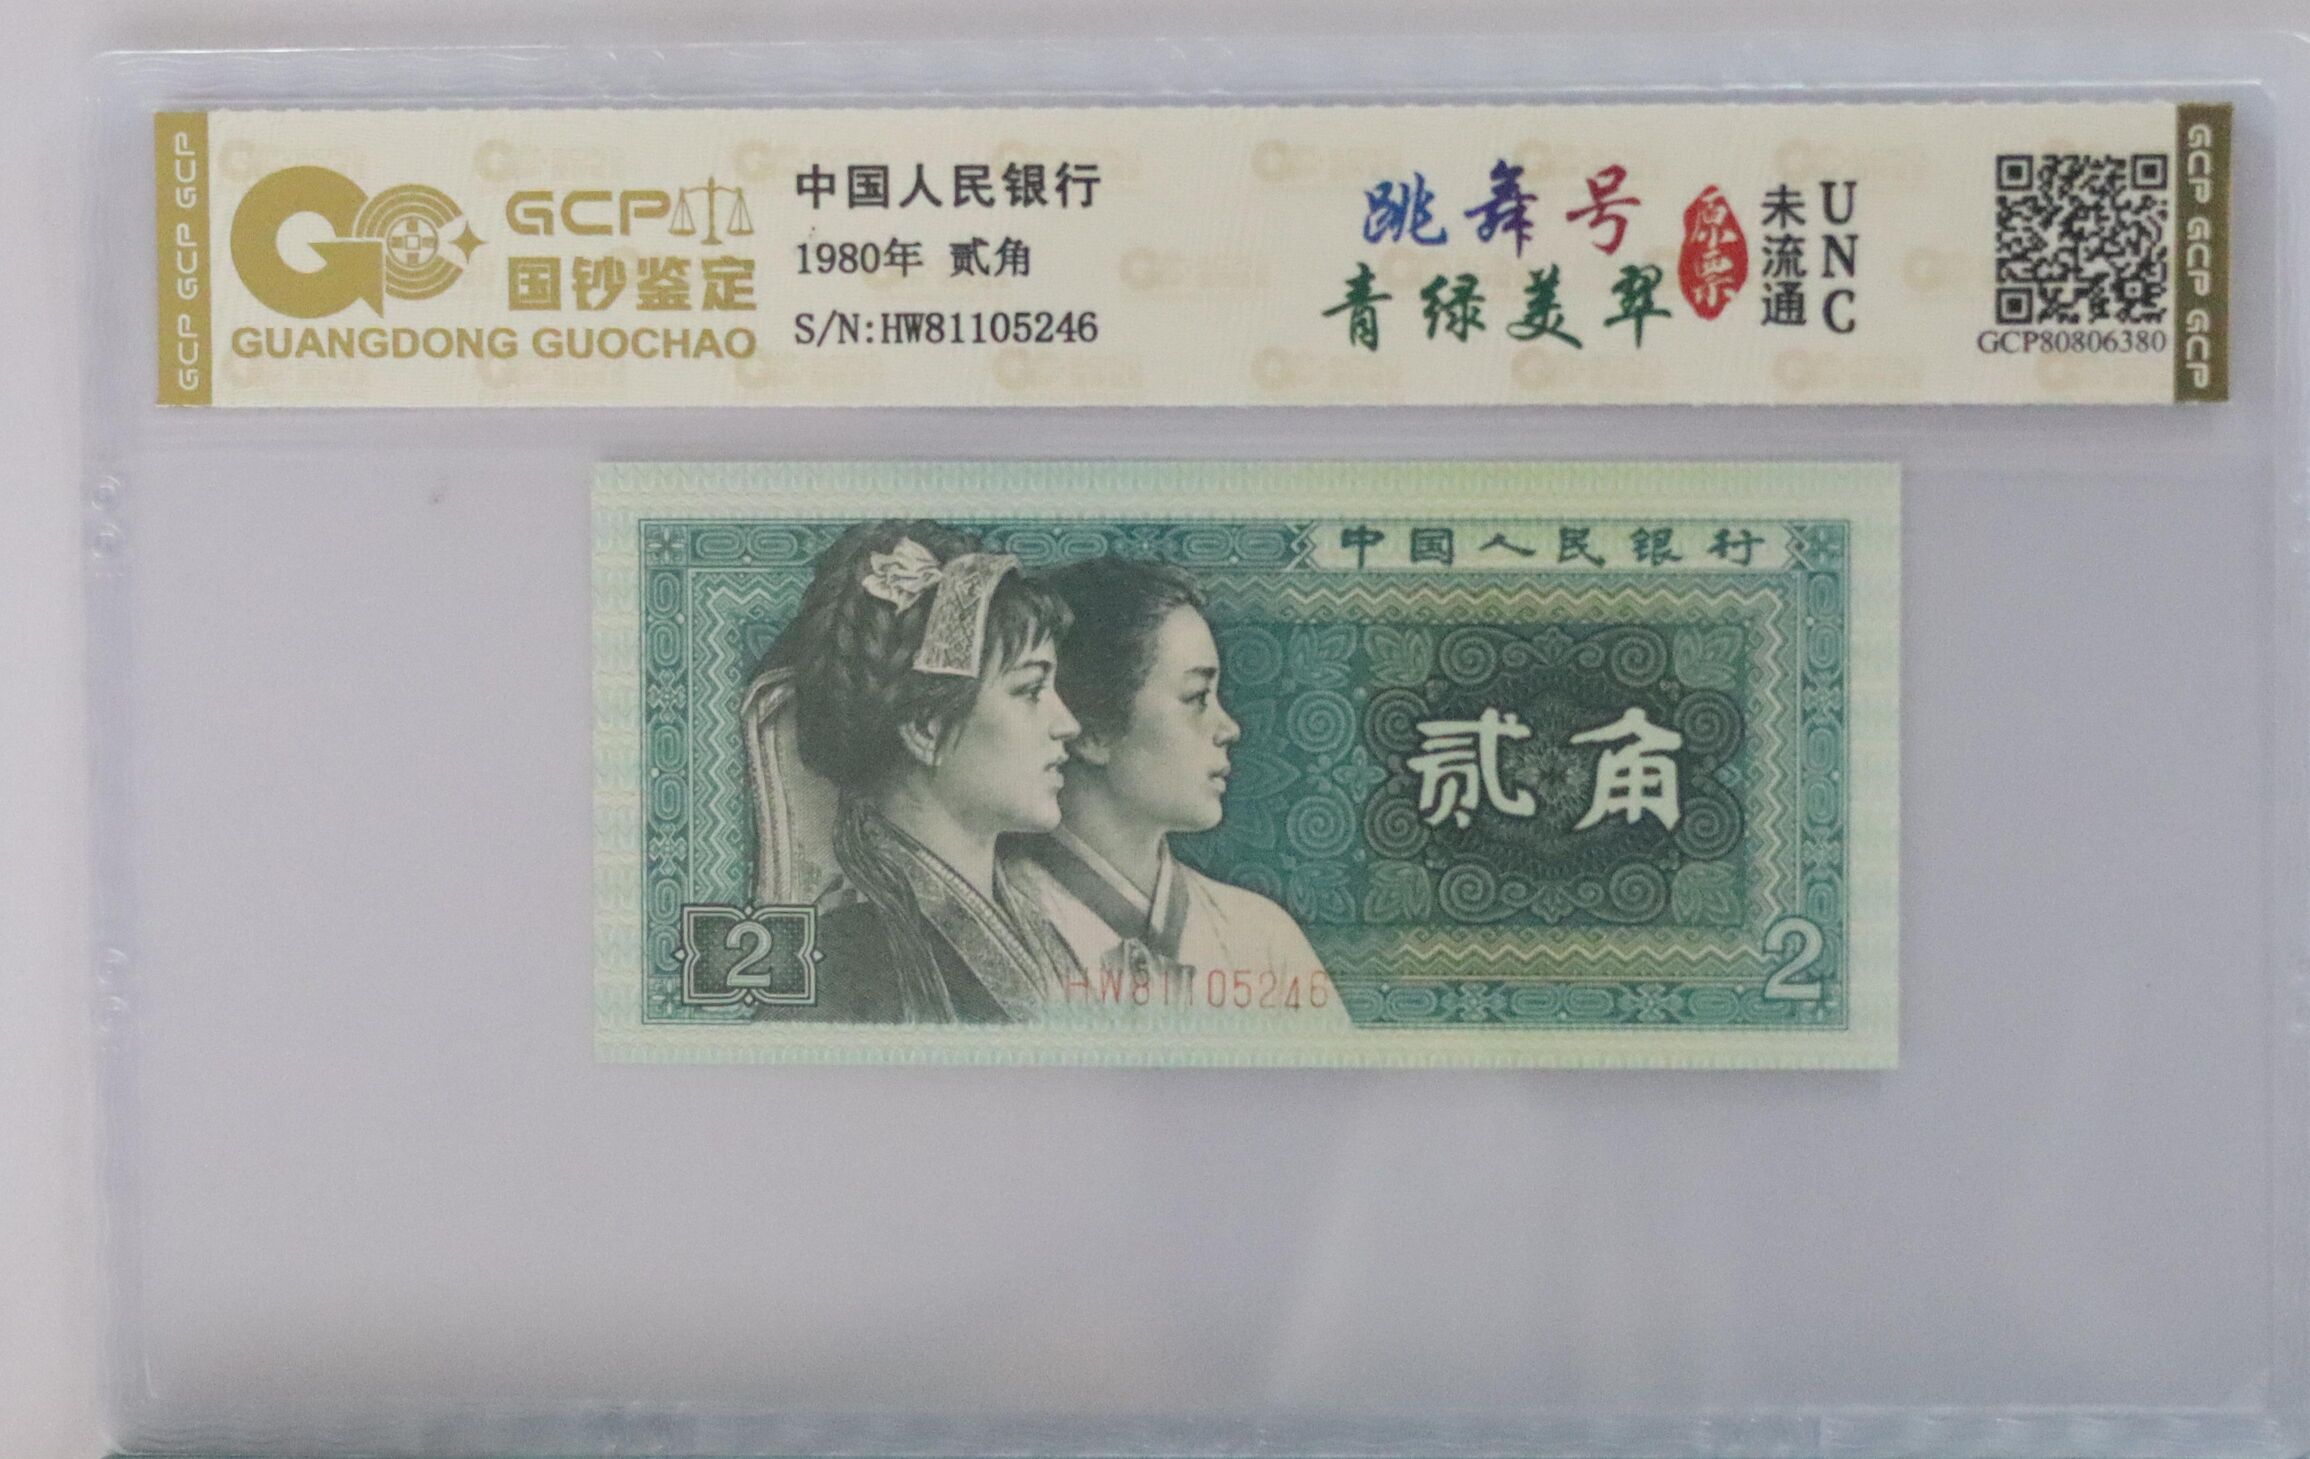 GCP GCP GCP
GCP
国钞鉴定
GUANGDONG GUOCHAO
中国人民银行
1980年 贰角
S/N:HW81105246
跳舞号
青绿美翠
原票
未流通
UNC
GCP80806380
GCP GCP GCP
中国人民银行
贰角
2
HW81105246
2